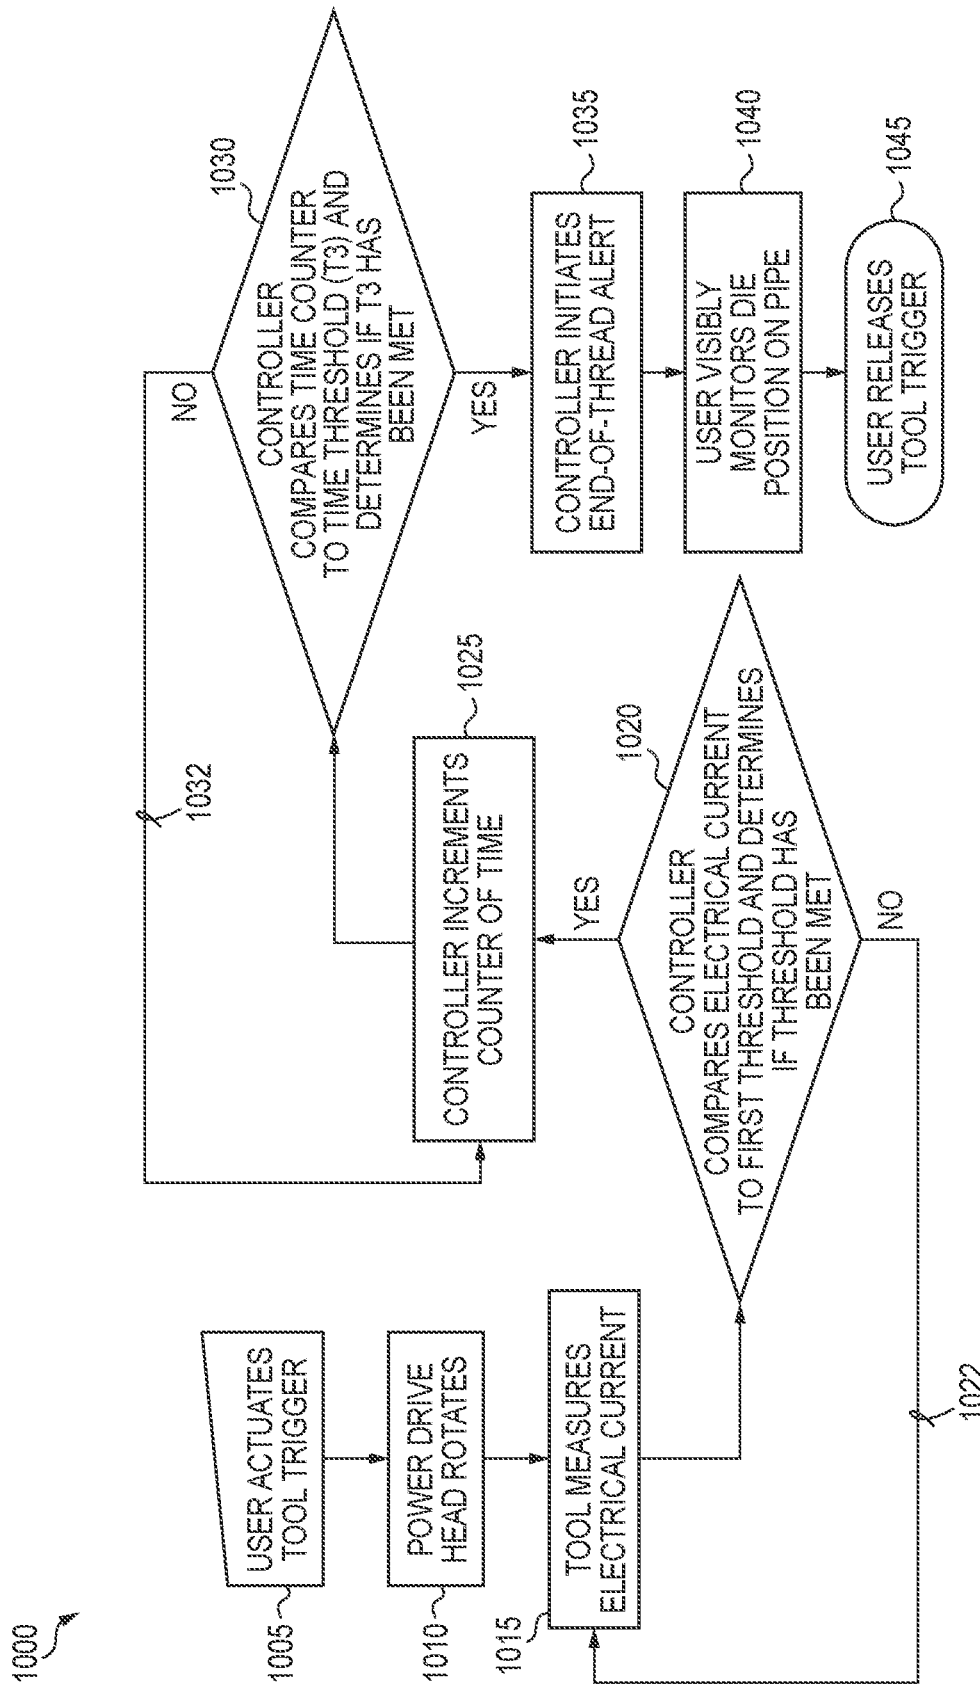 1000
USER ACTUATES
TOOL TRIGGER
1005
POWER DRIVE
HEAD ROTATES
1010
TOOL MEASURES
ELECTRICAL CURRENT
1015
CONTROLLER
COMPARES ELECTRICAL CURRENT
TO FIRST THRESHOLD AND DETERMINES
IF THRESHOLD HAS
BEEN MET
1020
NO
1022
YES
CONTROLLER INCREMENTS
COUNTER OF TIME
1025
CONTROLLER
COMPARES TIME COUNTER
TO TIME THRESHOLD (T3) AND
DETERMINES IF T3 HAS
BEEN MET
1030
NO
1032
YES
CONTROLLER INITIATES
END-OF-THREAD ALERT
1035
USER VISIBLY
MONITORS DIE
POSITION ON PIPE
1040
USER RELEASES
TOOL TRIGGER
1045